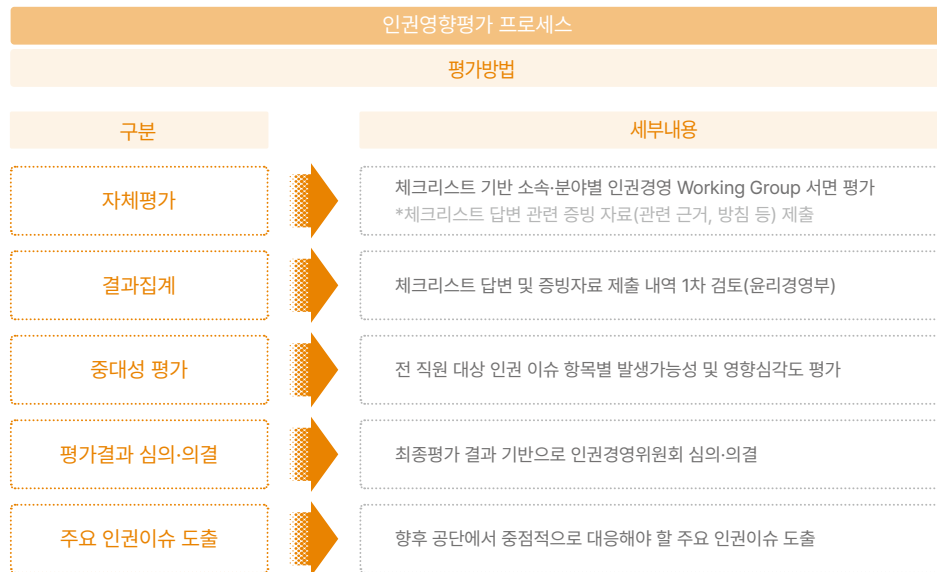 인권영향평가 프로세스
평가방법
구분
세부내용
자체평가
체크리스트 기반 소속·분야별 인권경영 Working Group 서면 평가
*체크리스트 답변 관련 증빙 자료(관련 근거, 방침 등) 제출
결과집계
체크리스트 답변 및 증빙자료 제출 내역 1차 검토(윤리경영부)
중대성 평가
전 직원 대상 인권 이슈 항목별 발생가능성 및 영향심각도 평가
평가결과 심의·의결
최종평가 결과 기반으로 인권경영위원회 심의·의결
주요 인권이슈 도출
향후 공단에서 중점적으로 대응해야 할 주요 인권이슈 도출